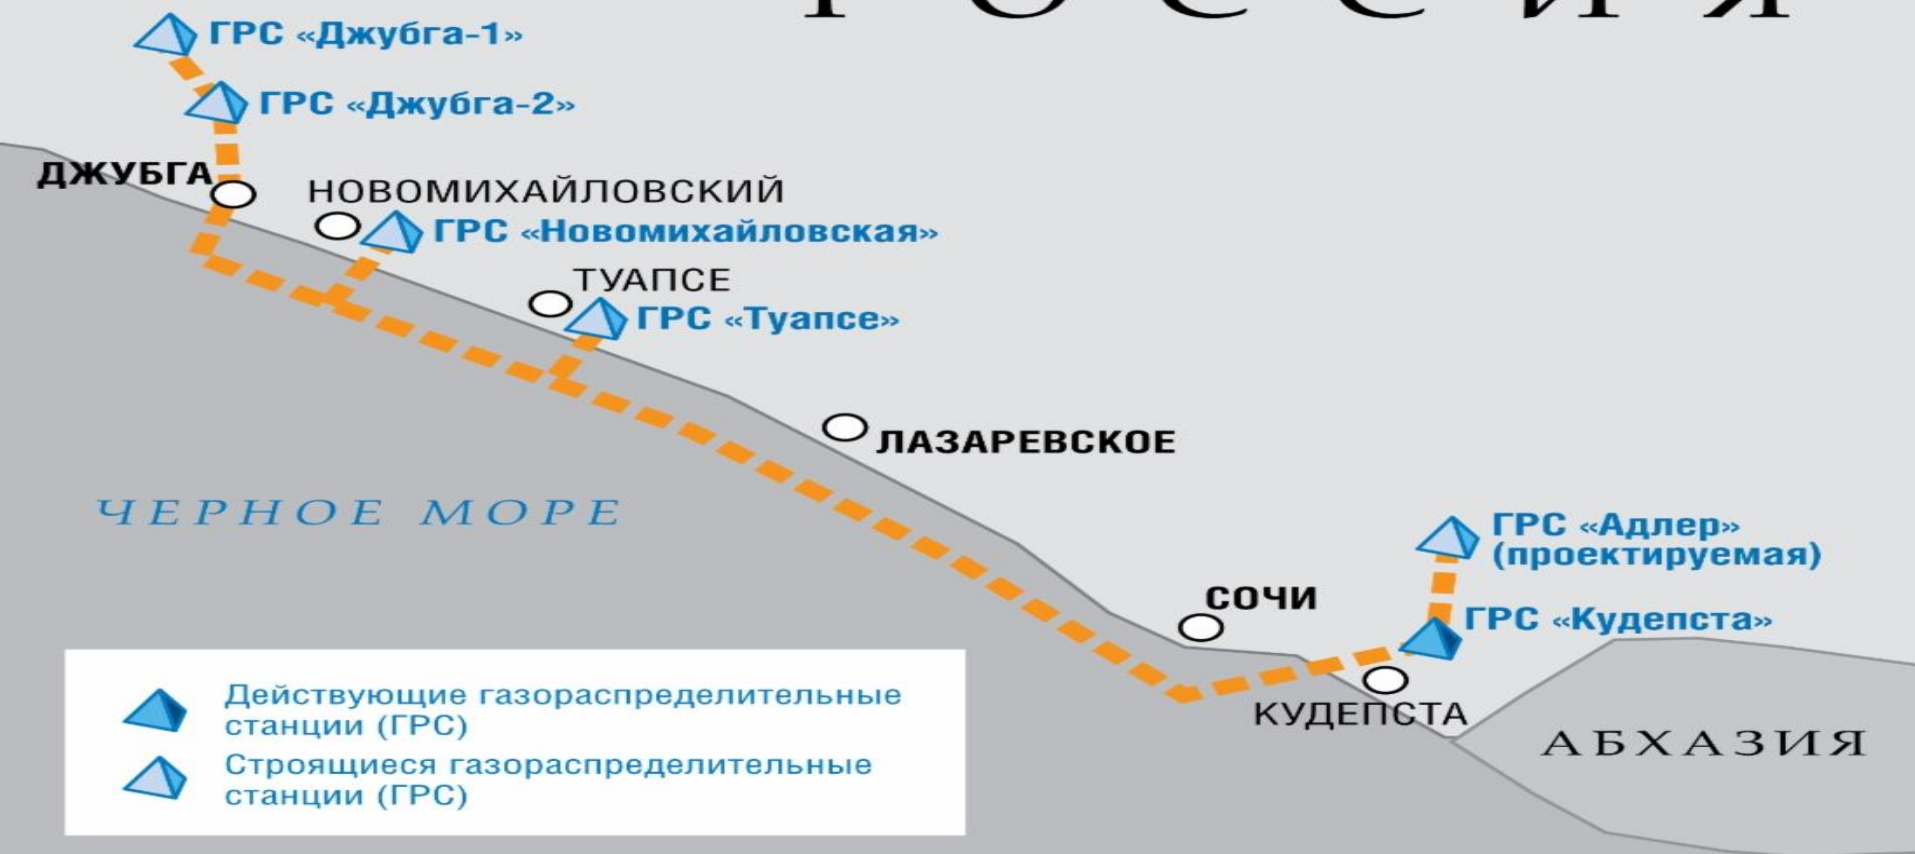 РОССИЯ
ГРС «Джубга-1»
ГРС «Джубга-2»
ДЖУБГА
НОВОМИХАЙЛОВСКИЙ
ГРС «Новомихайловская»
ТУАПСЕ
ГРС «Туапсе»
ЛАЗАРЕВСКОЕ
ЧЕРНОЕ МОРЕ
ГРС «Адлер»
(проектируемая)
СОЧИ
ГРС «Кудепста»
КУДЕПСТА
АБХАЗИЯ
Действующие газораспределительные
станции (ГРС)
Строящиеся газораспределительные
станции (ГРС)